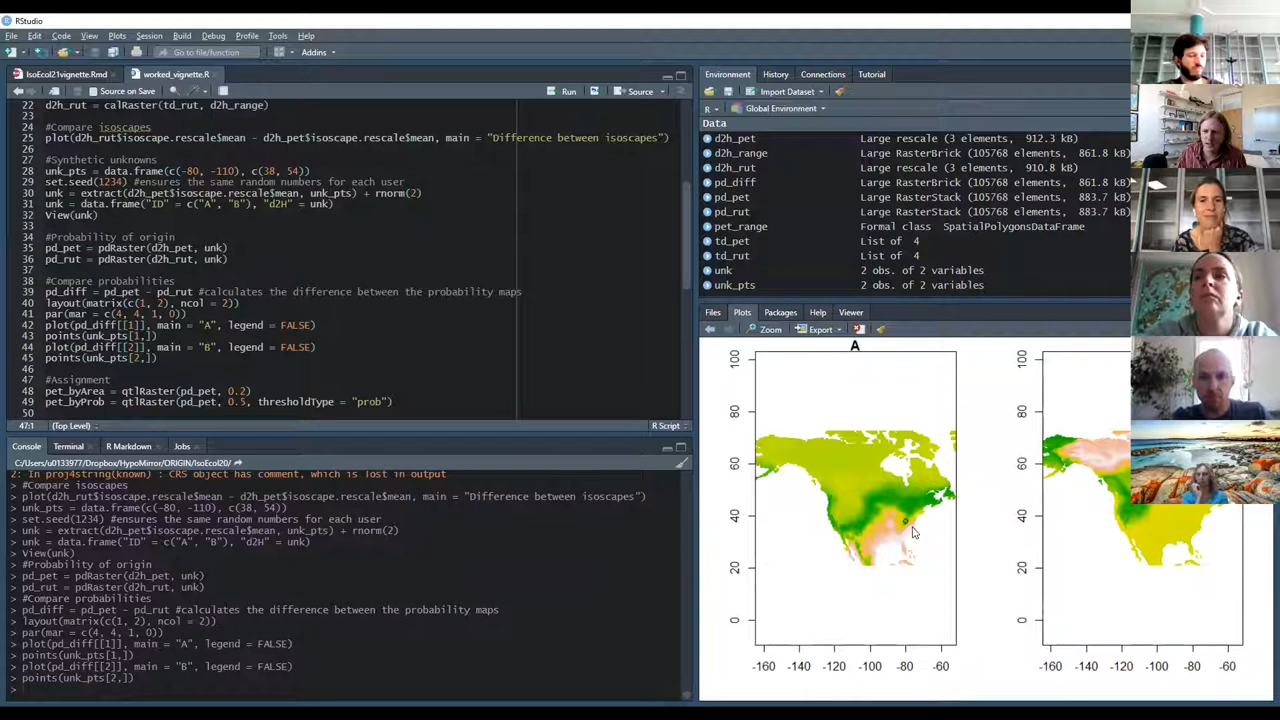 RStudio
File Edit Code View Plots Session Build Debug Profile Tools Help
Go to file/function Addins
IsoEcol21vignette.Rmd worked_vignette.R
Source on Save Run Source
22 d2h_rut = calRaster(td_rut, d2h_range)
23
24 #Compare isoscapes
25 plot(d2h_rut$isoscape.rescale$mean - d2h_pet$isoscape.rescale$mean, main = "Difference between isoscapes")
26
27 #Synthetic unknowns
28 unk_pts = data.frame(c(-80, -110), c(38, 54))
29 set.seed(1234) #ensures the same random numbers for each user
30 unk = extract(d2h_pet$isoscape.rescale$mean, unk_pts) + rnorm(2)
31 unk = data.frame("ID" = c("A", "B"), "d2H" = unk)
32 View(unk)
33
34 #Probability of origin
35 pd_pet = pdRaster(d2h_pet, unk)
36 pd_rut = pdRaster(d2h_rut, unk)
37
38 #Compare probabilities
39 pd_diff = pd_pet - pd_rut #calculates the difference between the probability maps
40 layout(matrix(c(1, 2), ncol = 2))
41 par(mar = c(4, 4, 1, 0))
42 plot(pd_diff[[1]], main = "A", legend = FALSE)
43 points(unk_pts[1,])
44 plot(pd_diff[[2]], main = "B", legend = FALSE)
45 points(unk_pts[2,])
46
47 #Assignment
48 pet_byArea = qtlRaster(pd_pet, 0.2)
49 pet_byProb = qtlRaster(pd_pet, 0.5, thresholdType = "prob")
50
47:1 (Top Level) R Script
Console Terminal R Markdown Jobs
C:/Users/u0133977/Dropbox/HypoMirror/ORIGIN/IsoEcol20/
2: In proj4string(known) : CRS object has comment, which is lost in output
> #Compare isoscapes
> plot(d2h_rut$isoscape.rescale$mean - d2h_pet$isoscape.rescale$mean, main = "Difference between isoscapes")
> unk_pts = data.frame(c(-80, -110), c(38, 54))
> set.seed(1234) #ensures the same random numbers for each user
> unk = extract(d2h_pet$isoscape.rescale$mean, unk_pts) + rnorm(2)
> unk = data.frame("ID" = c("A", "B"), "d2H" = unk)
> View(unk)
> #Probability of origin
> pd_pet = pdRaster(d2h_pet, unk)
> pd_rut = pdRaster(d2h_rut, unk)
> #Compare probabilities
> pd_diff = pd_pet - pd_rut #calculates the difference between the probability maps
> layout(matrix(c(1, 2), ncol = 2))
> par(mar = c(4, 4, 1, 0))
> plot(pd_diff[[1]], main = "A", legend = FALSE)
> points(unk_pts[1,])
> plot(pd_diff[[2]], main = "B", legend = FALSE)
> points(unk_pts[2,])
>
Environment History Connections Tutorial
Import Dataset
R Global Environment
Data
d2h_pet Large rescale (3 elements, 912.3 kB)
d2h_range Large RasterBrick (105768 elements, 861.8 kB)
d2h_rut Large rescale (3 elements, 910.8 kB)
pd_diff Large RasterBrick (105768 elements, 861.8 kB)
pd_pet Large RasterStack (105768 elements, 883.7 kB)
pd_rut Large RasterStack (105768 elements, 883.7 kB)
pet_range Formal class SpatialPolygonsDataFrame
td_pet List of 4
td_rut List of 4
unk 2 obs. of 2 variables
unk_pts 2 obs. of 2 variables
Files Plots Packages Help Viewer
Zoom Export
A
100 100
80 80
60 60
40 40
20 20
0 0
-160 -140 -120 -100 -80 -60 -160 -140 -120 -100 -80 -60